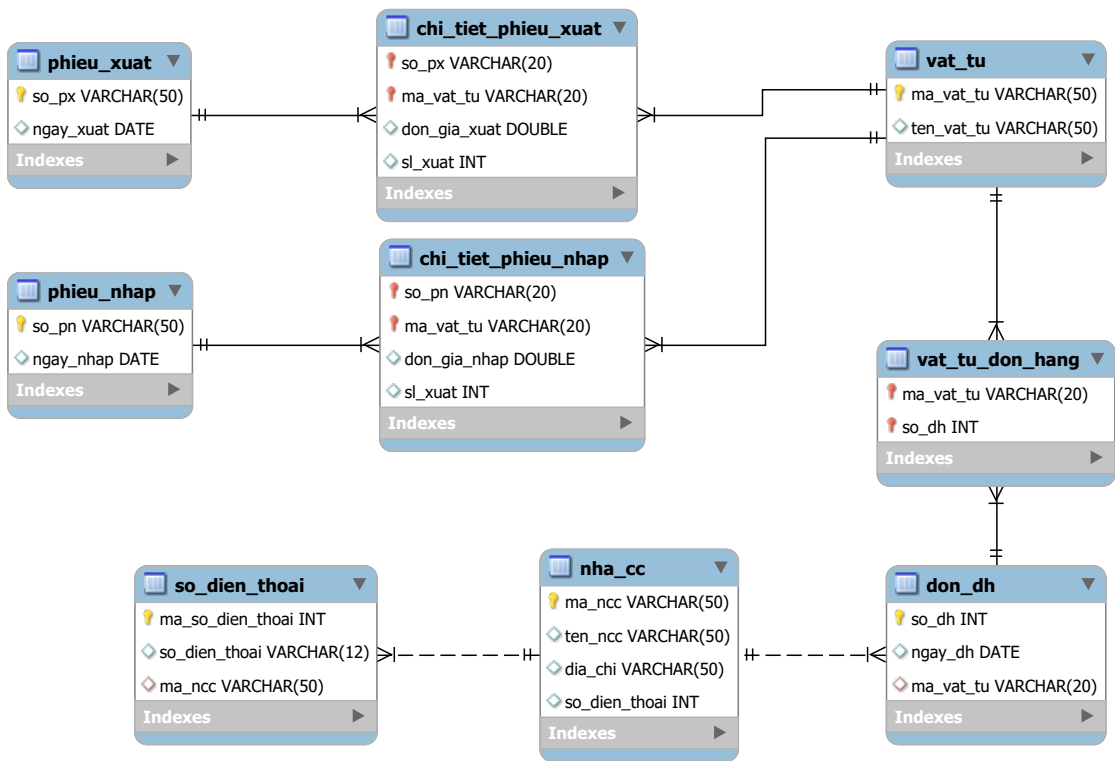 phieu_xuat
so_px VARCHAR(50)
ngay_xuat DATE
Indexes
chi_tiet_phieu_xuat
so_px VARCHAR(20)
ma_vat_tu VARCHAR(20)
don_gia_xuat DOUBLE
sl_xuat INT
Indexes
vat_tu
ma_vat_tu VARCHAR(50)
ten_vat_tu VARCHAR(50)
Indexes
phieu_nhap
so_pn VARCHAR(50)
ngay_nhap DATE
Indexes
chi_tiet_phieu_nhap
so_pn VARCHAR(20)
ma_vat_tu VARCHAR(20)
don_gia_nhap DOUBLE
sl_xuat INT
Indexes
vat_tu_don_hang
ma_vat_tu VARCHAR(20)
so_dh INT
Indexes
so_dien_thoai
ma_so_dien_thoai INT
so_dien_thoai VARCHAR(12)
ma_ncc VARCHAR(50)
Indexes
nha_cc
ma_ncc VARCHAR(50)
ten_ncc VARCHAR(50)
dia_chi VARCHAR(50)
so_dien_thoai INT
Indexes
don_dh
so_dh INT
ngay_dh DATE
ma_vat_tu VARCHAR(20)
Indexes